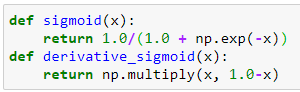 def sigmoid(x):
    return 1.0/(1.0 + np.exp(-x))
def derivative_sigmoid(x):
    return np.multiply(x, 1.0-x)